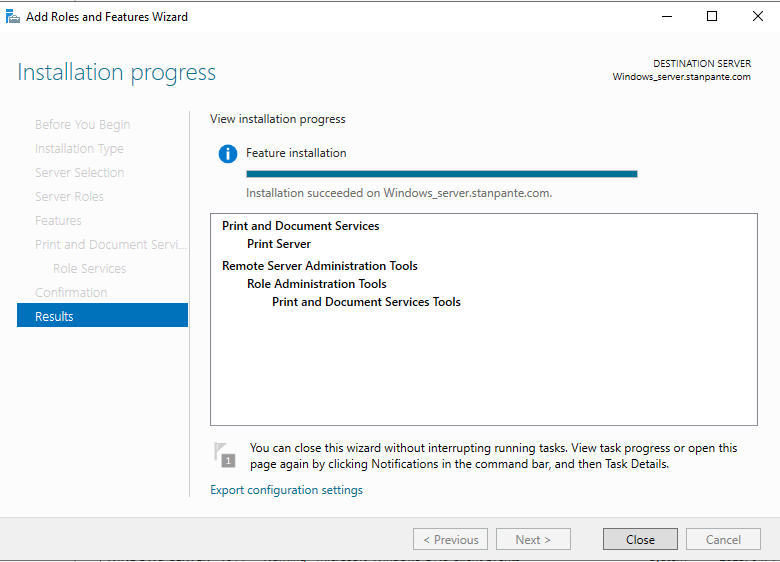 Add Roles and Features Wizard
Installation progress
DESTINATION SERVER
Windows_server.stanpante.com
Before You Begin
Installation Type
Server Selection
Server Roles
Features
Print and Document Servi...
Role Services
Confirmation
Results
View installation progress
Feature installation
Installation succeeded on Windows_server.stanpante.com.
Print and Document Services
Print Server
Remote Server Administration Tools
Role Administration Tools
Print and Document Services Tools
1
You can close this wizard without interrupting running tasks. View task progress or open this
page again by clicking Notifications in the command bar, and then Task Details.
Export configuration settings
< Previous
Next >
Close
Cancel